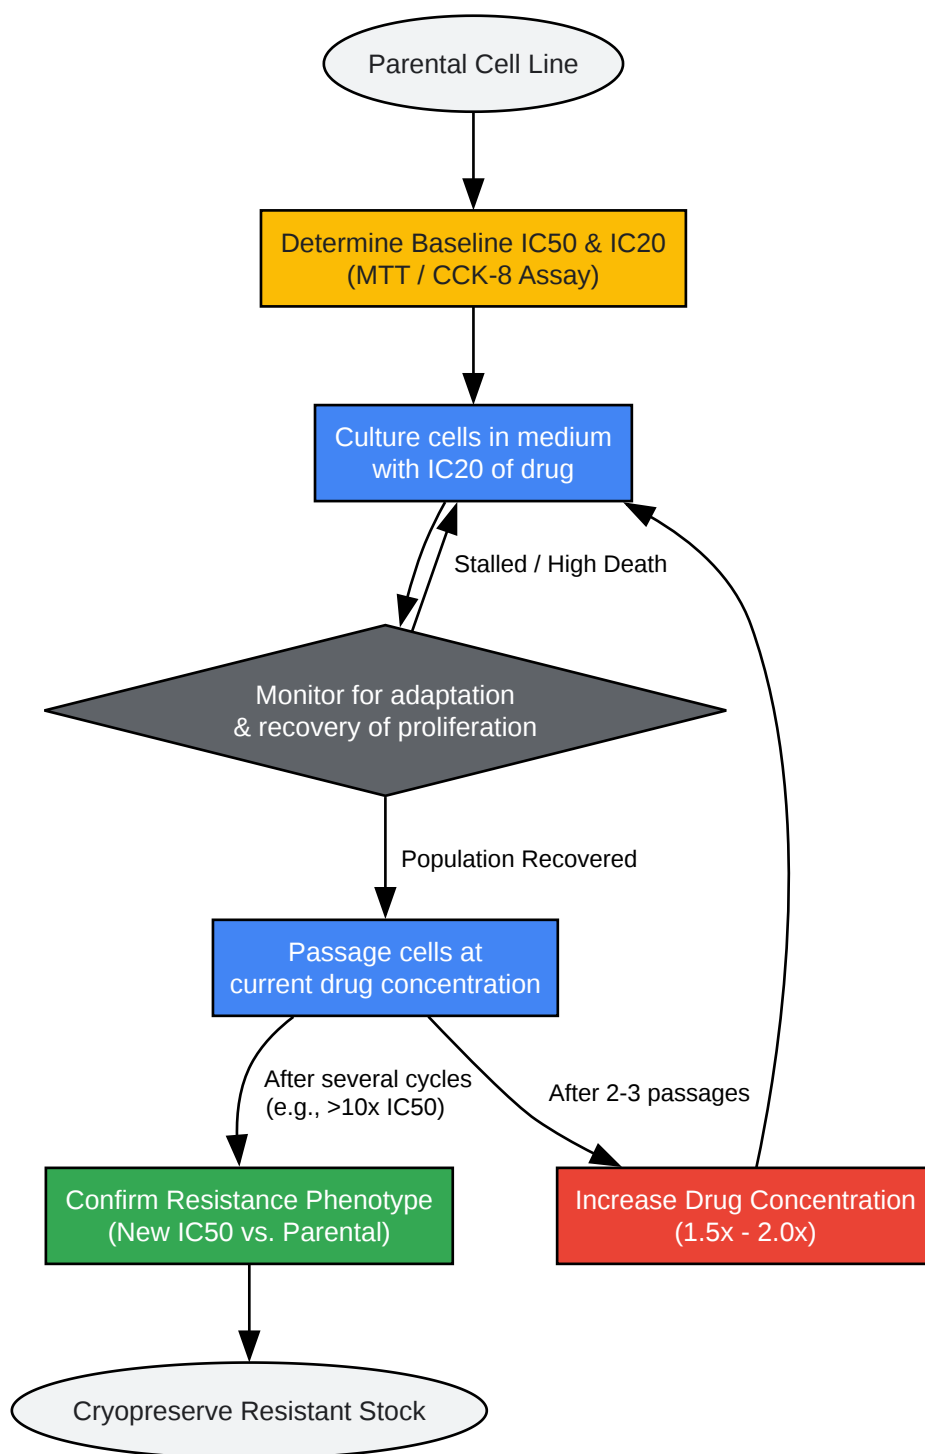 Parental Cell Line
Determine Baseline IC50 & IC20
(MTT / CCK-8 Assay)
Culture cells in medium
with IC20 of drug
Stalled / High Death
Monitor for adaptation
& recovery of proliferation
Population Recovered
Passage cells at
current drug concentration
After several cycles
(e.g., >10x IC50)
After 2-3 passages
Confirm Resistance Phenotype
(New IC50 vs. Parental)
Increase Drug Concentration
(1.5x - 2.0x)
Cryopreserve Resistant Stock